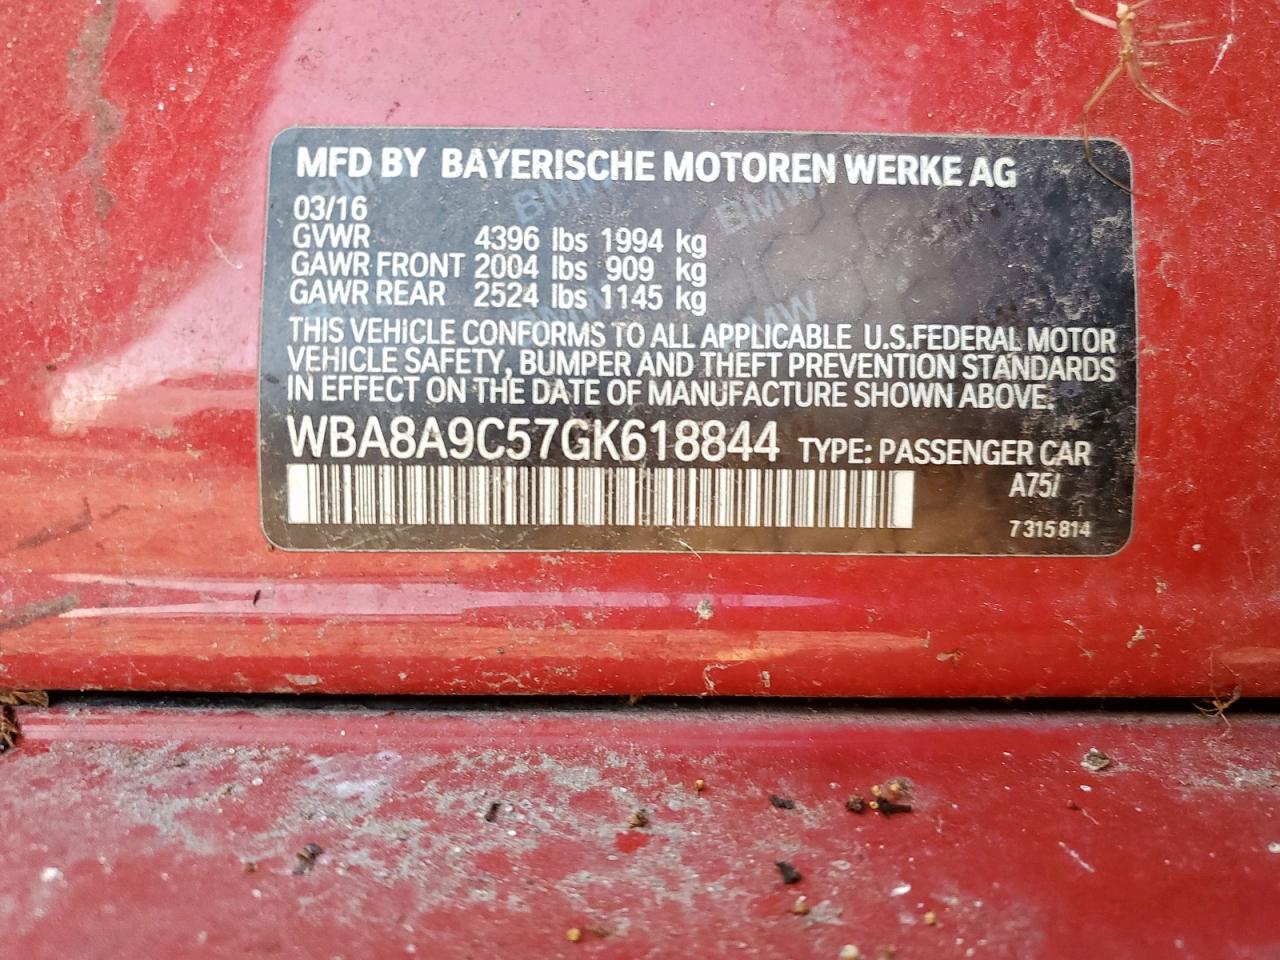 MFD BY BAYERISCHE MOTOREN WERKE AG
03/16
GVWR 4396 lbs 1994 kg
GAWR FRONT 2004 lbs 909 kg
GAWR REAR 2524 lbs 1145 kg
THIS VEHICLE CONFORMS TO ALL APPLICABLE U.S.FEDERAL MOTOR
VEHICLE SAFETY, BUMPER AND THEFT PREVENTION STANDARDS
IN EFFECT ON THE DATE OF MANUFACTURE SHOWN ABOVE.
WBA8A9C57GK618844 TYPE: PASSENGER CAR
A75/
7 315 814